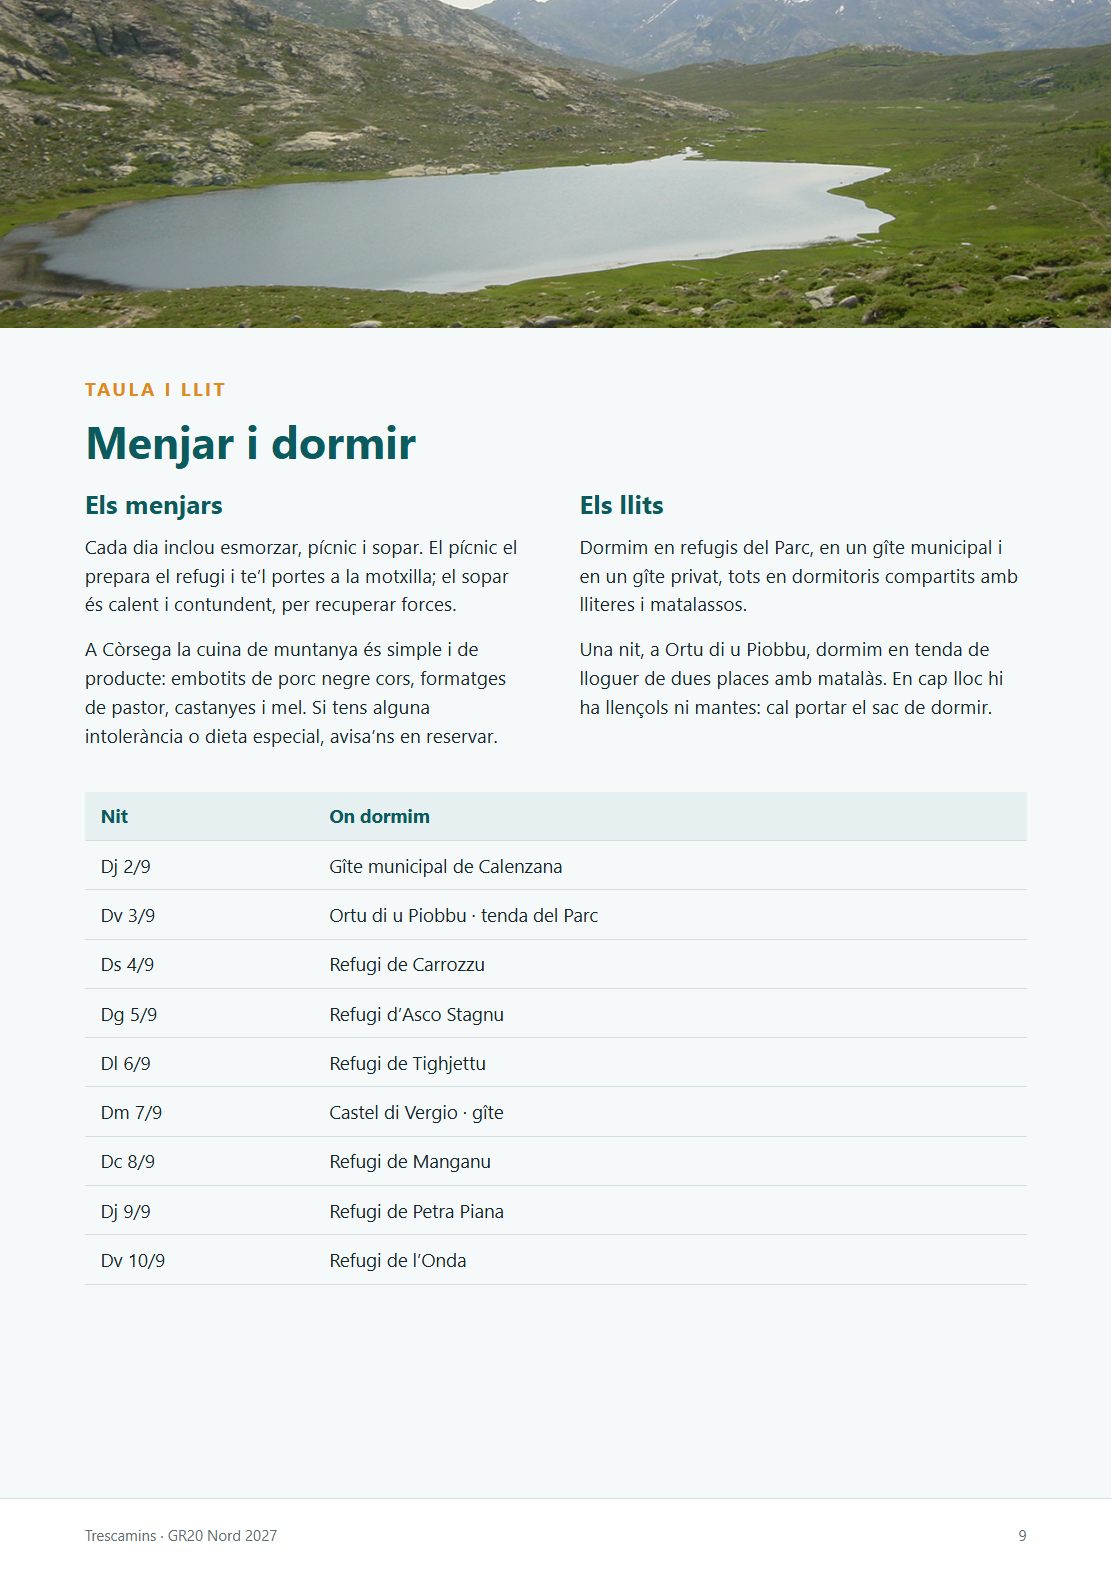 TAULA I LLIT
Menjar i dormir
Els menjars
Cada dia inclou esmorzar, pícnic i sopar. El pícnic el
prepara el refugi i te’l portes a la motxilla; el sopar
és calent i contundent, per recuperar forces.
A Còrsega la cuina de muntanya és simple i de
producte: embotits de porc negre cors, formatges
de pastor, castanyes i mel. Si tens alguna
intolerància o dieta especial, avisa’ns en reservar.
Els llits
Dormim en refugis del Parc, en un gîte municipal i
en un gîte privat, tots en dormitoris compartits amb
lliteres i matalassos.
Una nit, a Ortu di u Piobbu, dormim en tenda de
lloguer de dues places amb matalàs. En cap lloc hi
ha llençols ni mantes: cal portar el sac de dormir.
Nit On dormim
Dj 2/9 Gîte municipal de Calenzana
Dv 3/9 Ortu di u Piobbu · tenda del Parc
Ds 4/9 Refugi de Carrozzu
Dg 5/9 Refugi d’Asco Stagnu
Dl 6/9 Refugi de Tighjettu
Dm 7/9 Castel di Vergio · gîte
Dc 8/9 Refugi de Manganu
Dj 9/9 Refugi de Petra Piana
Dv 10/9 Refugi de l’Onda
Trescamins · GR20 Nord 2027 9